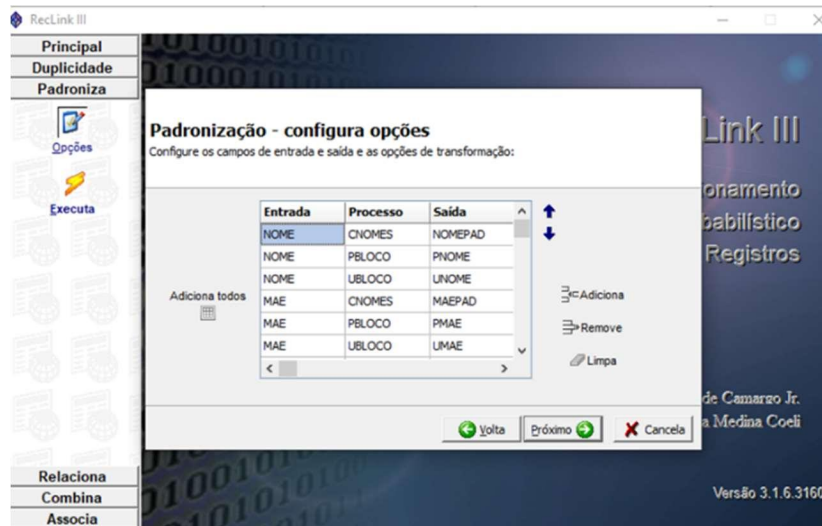 RecLink III
Principal
Duplicidade
Padroniza
Opções
Executa
Relaciona
Combina
Associa
Padronização - configura opções
Configure os campos de entrada e saída e as opções de transformação:
Adiciona todos
Entrada Processo Saída
NOME CNOMES NOMEPAD
NOME PBLOCO PNOME
NOME UBLOCO UNOME
MAE CNOMES MAEPAD
MAE PBLOCO PMAE
MAE UBLOCO UMAE
Adiciona
Remove
Limpa
Volta Próximo Cancela
Link III
onamento
babilístico
Registros
de Camargo Jr.
a Medina Coeli
Versão 3.1.6.3160